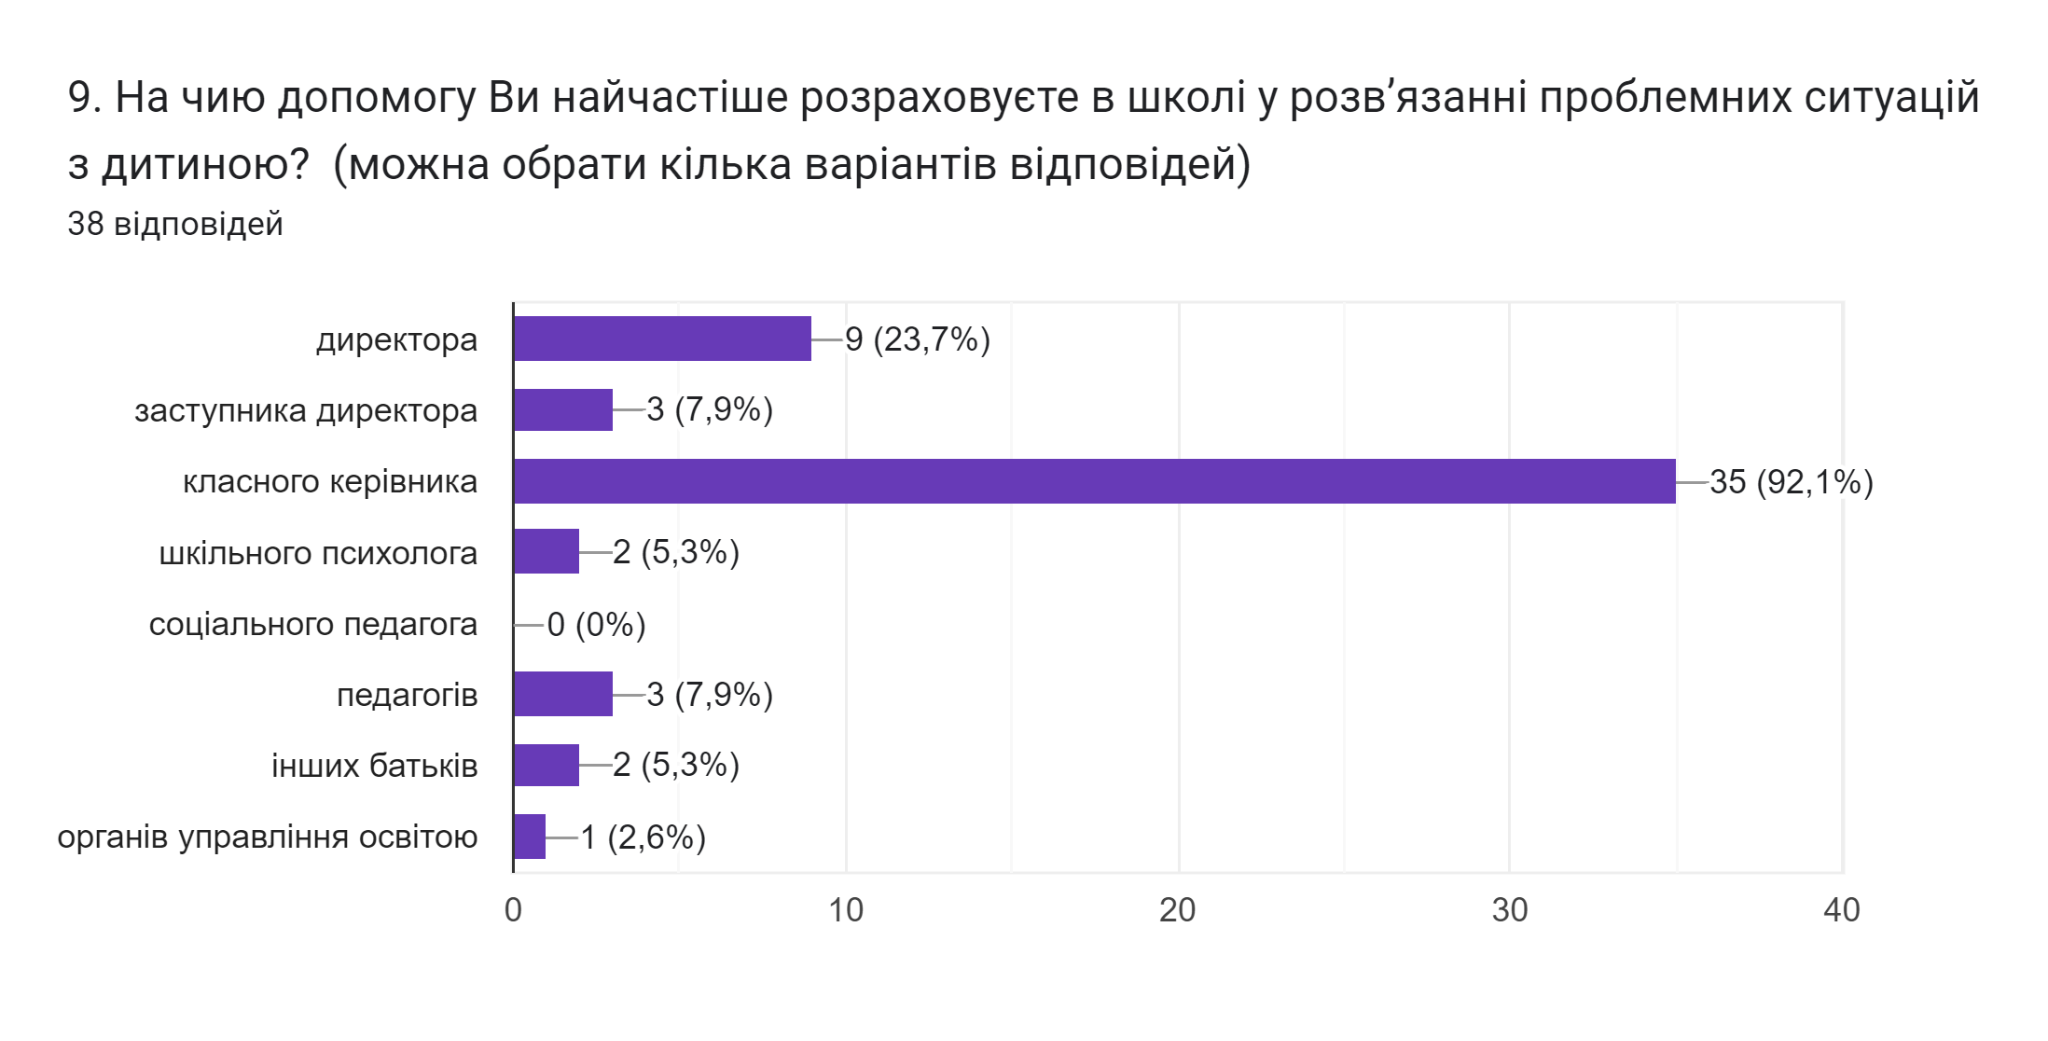 9. На чию допомогу Ви найчастіше розраховуєте в школі у розв’язанні проблемних ситуацій
з дитиною?  (можна обрати кілька варіантів відповідей)
38 відповідей
директора 9 (23,7%)
заступника директора 3 (7,9%)
класного керівника 35 (92,1%)
шкільного психолога 2 (5,3%)
соціального педагога 0 (0%)
педагогів 3 (7,9%)
інших батьків 2 (5,3%)
органів управління освітою 1 (2,6%)
0 10 20 30 40